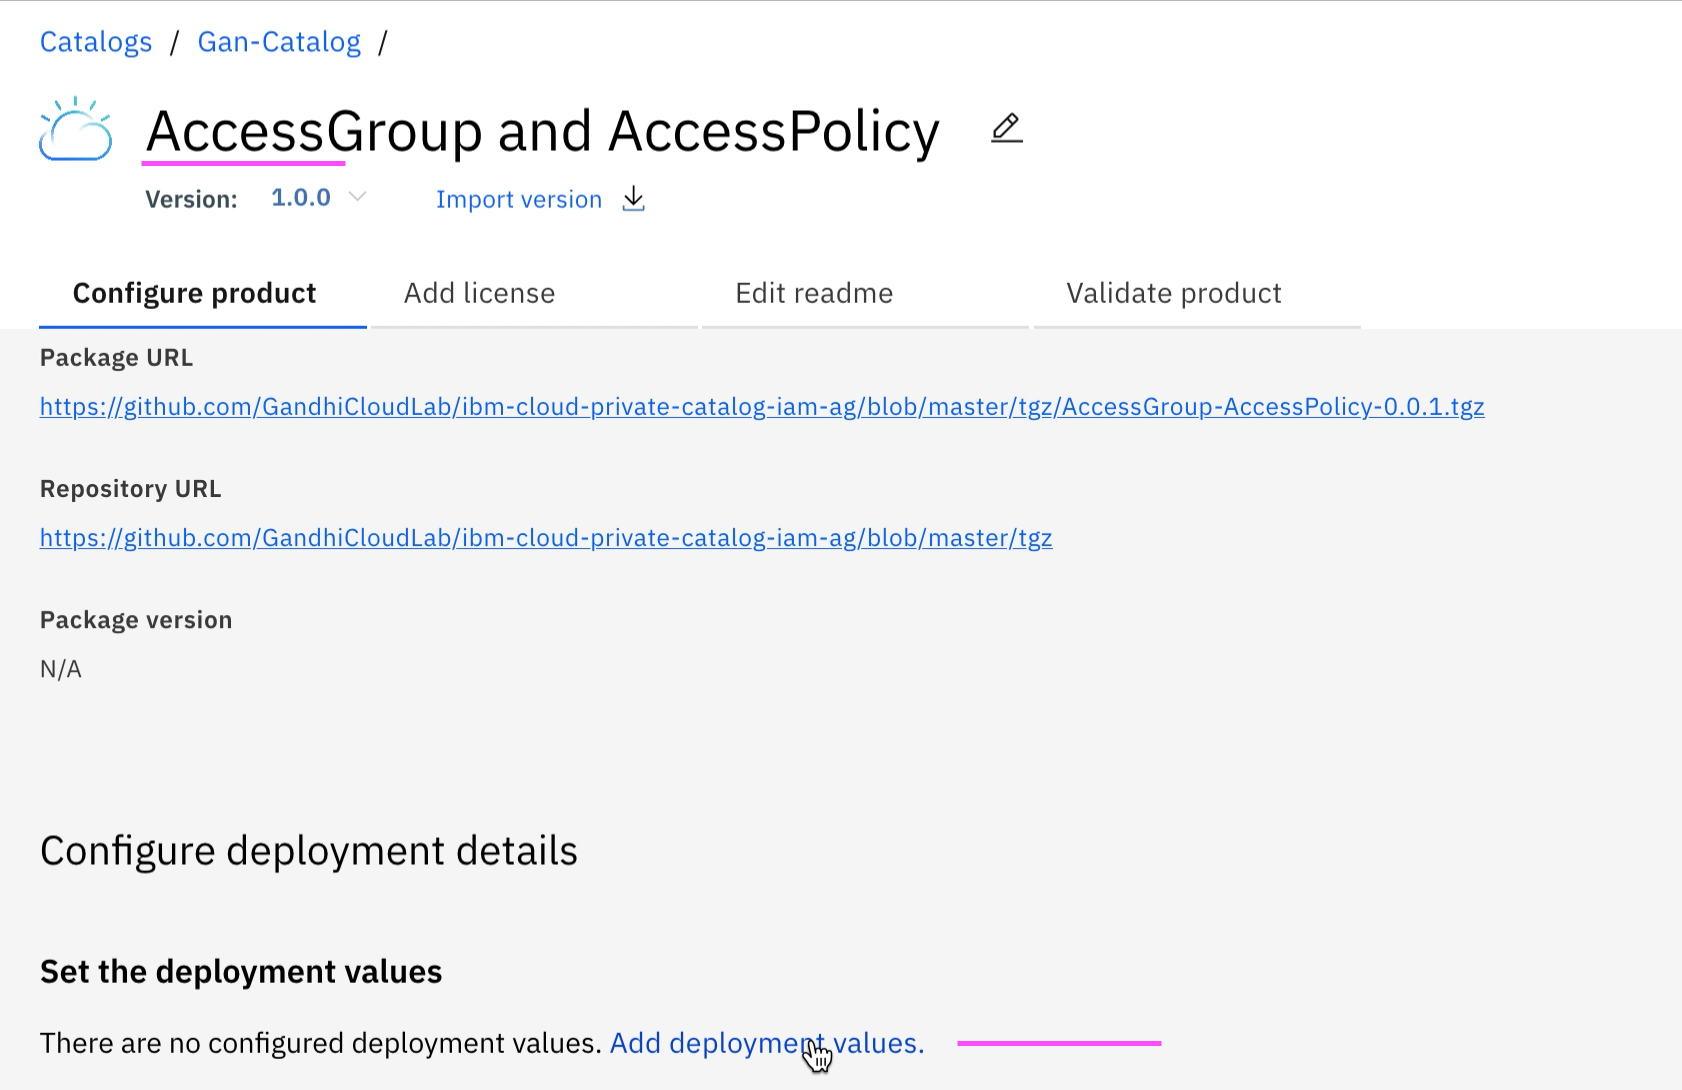 Catalogs / Gan-Catalog /
AccessGroup and AccessPolicy
Version: 1.0.0 Import version
Configure product Add license Edit readme Validate product
Package URL
https://github.com/GandhiCloudLab/ibm-cloud-private-catalog-iam-ag/blob/master/tgz/AccessGroup-AccessPolicy-0.0.1.tgz
Repository URL
https://github.com/GandhiCloudLab/ibm-cloud-private-catalog-iam-ag/blob/master/tgz
Package version
N/A
Configure deployment details
Set the deployment values
There are no configured deployment values. Add deployment values.